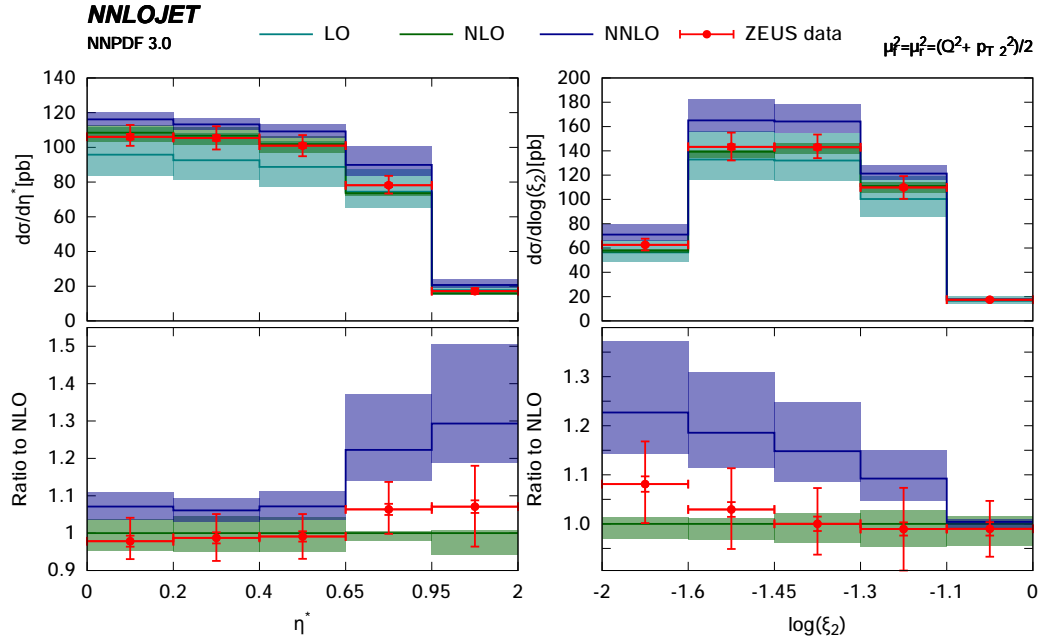 NNLOJET
NNPDF 3.0
LO NLO NNLO ZEUS data
μ_f²=μ_r²=(Q²+ p_T 2²)/2
dσ/dη* [pb]
140
120
100
80
60
40
20
0
dσ/dlog(ξ₂)[pb]
200
180
160
140
120
100
80
60
40
20
0
Ratio to NLO
1.5
1.4
1.3
1.2
1.1
1
0.9
0 0.2 0.4 0.65 0.95 2
η*
Ratio to NLO
1.3
1.2
1.1
1.0
-2 -1.6 -1.45 -1.3 -1.1 0
log(ξ₂)